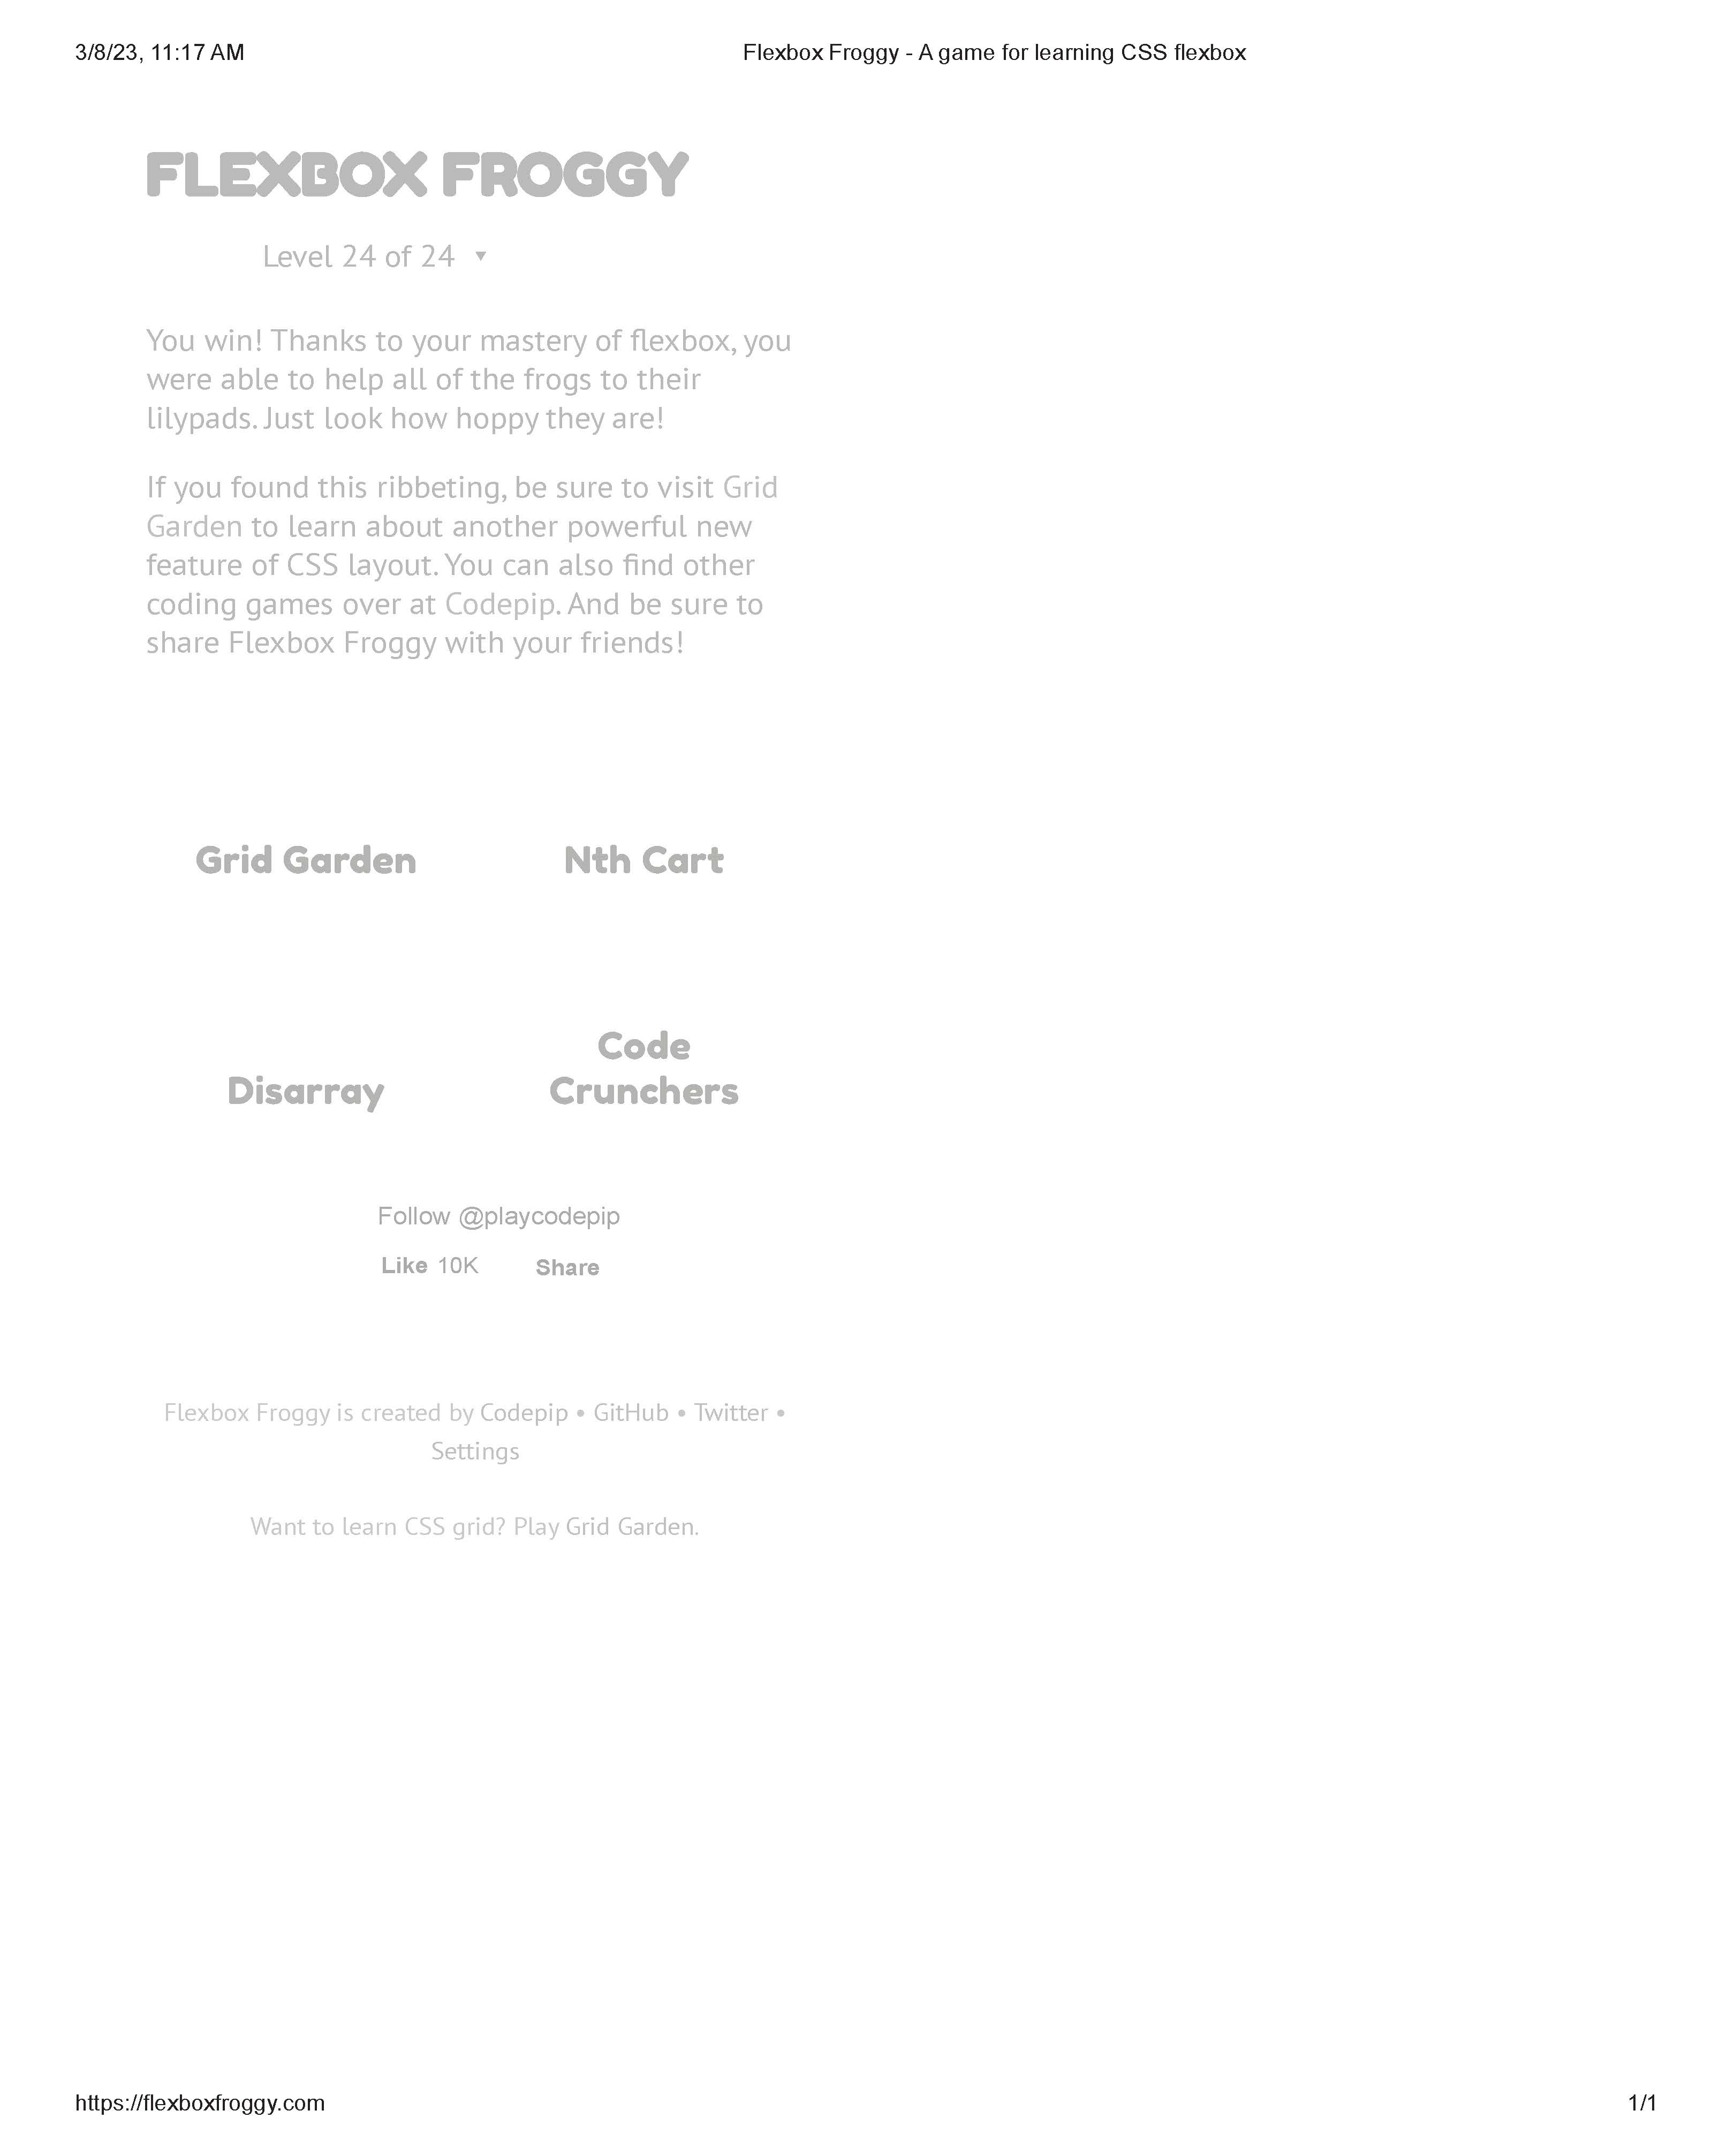 3/8/23, 11:17 AM Flexbox Froggy - A game for learning CSS flexbox
FLEXBOX FROGGY
Level 24 of 24 ▼
You win! Thanks to your mastery of flexbox, you
were able to help all of the frogs to their
lilypads. Just look how hoppy they are!
If you found this ribbeting, be sure to visit Grid
Garden to learn about another powerful new
feature of CSS layout. You can also find other
coding games over at Codepip. And be sure to
share Flexbox Froggy with your friends!
Grid Garden Nth Cart
Disarray
Code
Crunchers
Follow @playcodepip
Like 10K Share
Flexbox Froggy is created by Codepip • GitHub • Twitter •
Settings
Want to learn CSS grid? Play Grid Garden.
https://flexboxfroggy.com 1/1